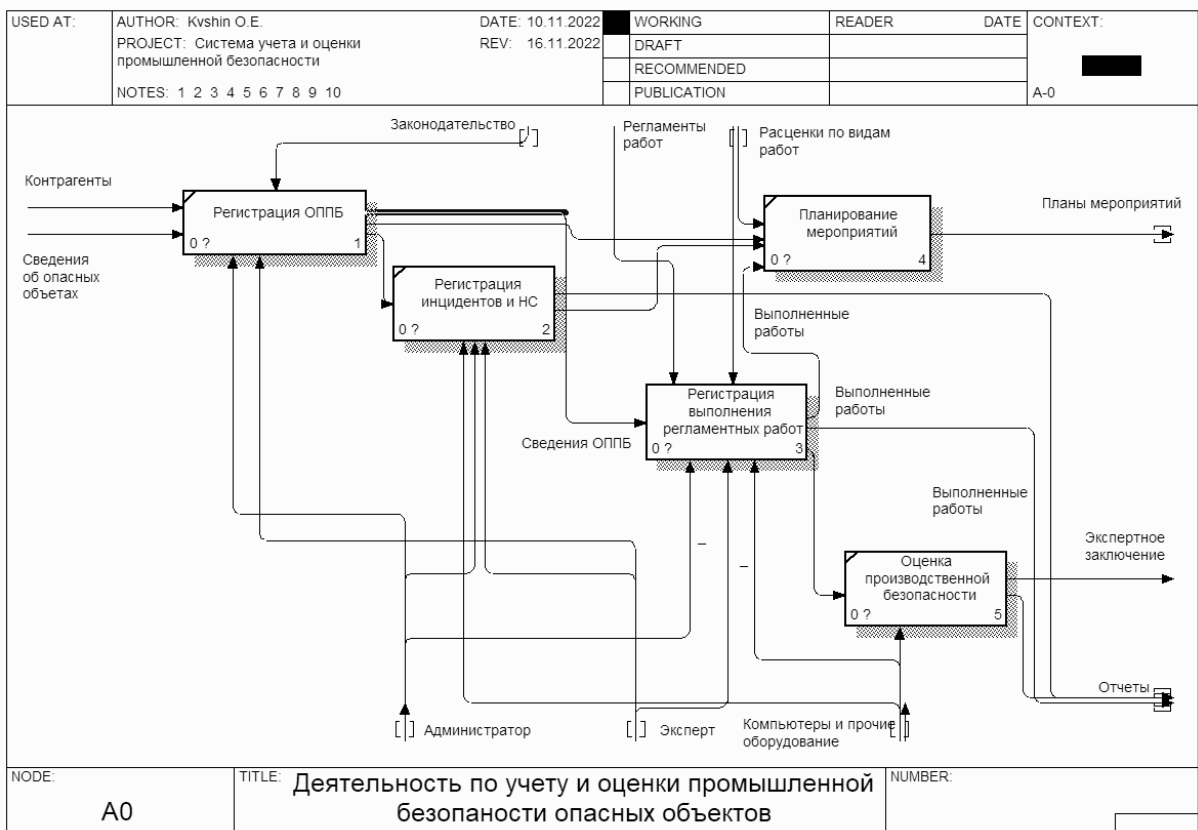 USED AT:
AUTHOR: Kvshin O.E.
DATE: 10.11.2022
PROJECT: Система учета и оценки
промышленной безопасности
REV: 16.11.2022
NOTES: 1 2 3 4 5 6 7 8 9 10
WORKING
DRAFT
RECOMMENDED
PUBLICATION
READER
DATE
CONTEXT:
A-0
Законодательство
Регламенты
работ
Расценки по видам
работ
Контрагенты
Сведения
об опасных
объетах
Регистрация ОППБ
0 ?
1
Планирование
мероприятий
0 ?
4
Планы мероприятий
Регистрация
инцидентов и НС
0 ?
2
Выполненные
работы
Регистрация
выполнения
регламентных работ
0 ?
3
Выполненные
работы
Сведения ОППБ
Выполненные
работы
Экспертное
заключение
Оценка
производственной
безопасности
0 ?
5
Отчеты
Администратор
Эксперт
Компьютеры и прочие
оборудование
NODE:
A0
TITLE:
Деятельность по учету и оценки промышленной
безопаности опасных объектов
NUMBER: